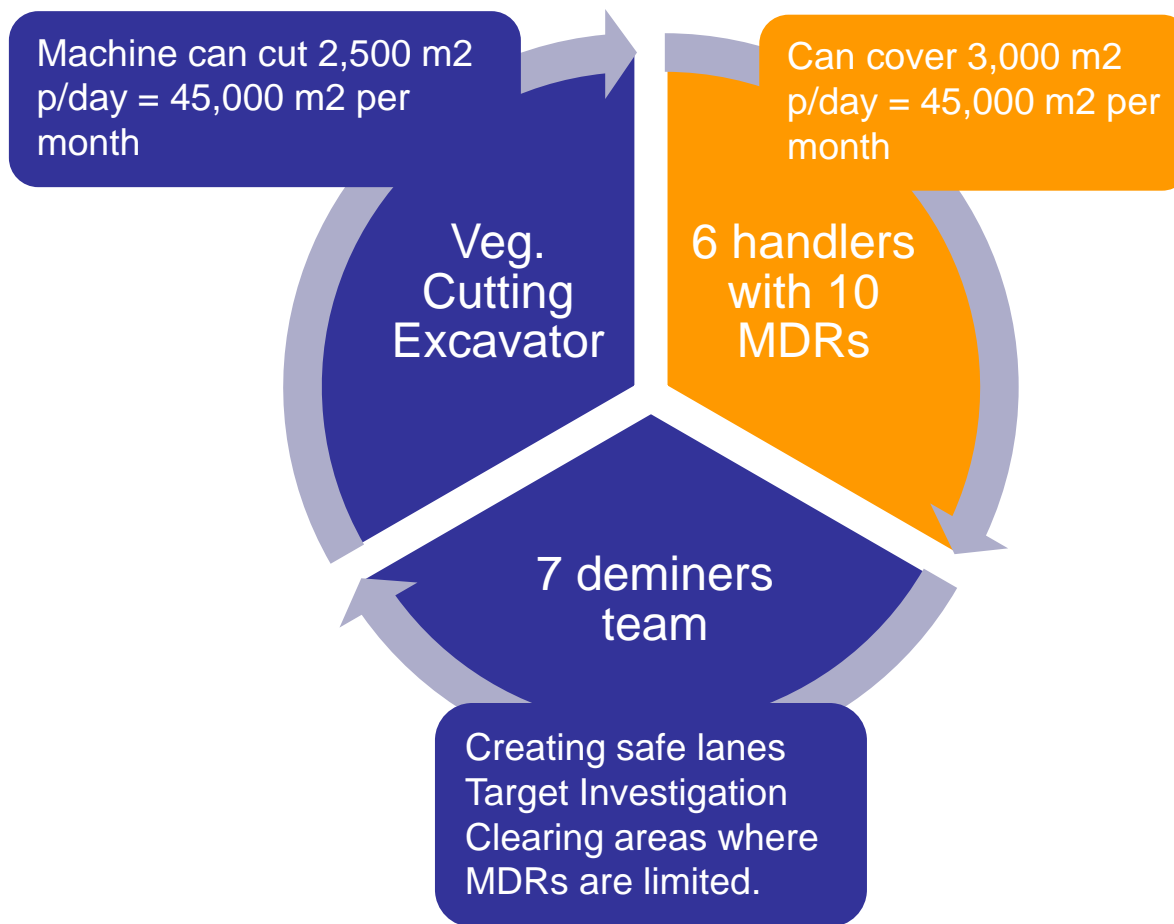 Machine can cut 2,500 m2
p/day = 45,000 m2 per
month
Can cover 3,000 m2
p/day = 45,000 m2 per
month
Veg.
Cutting
Excavator
6 handlers
with 10
MDRs
7 deminers
team
Creating safe lanes
Target Investigation
Clearing areas where
MDRs are limited.